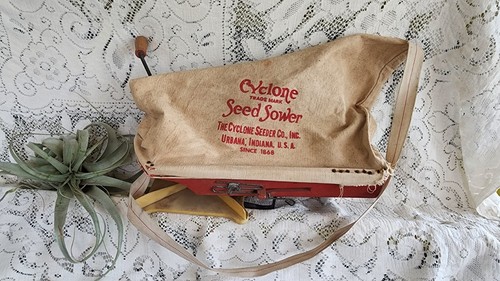 Cyclone
TRADE MARK
Seed Sower
THE CYCLONE SEEDER CO., INC.
URBANA, INDIANA, U. S. A.
SINCE 1868